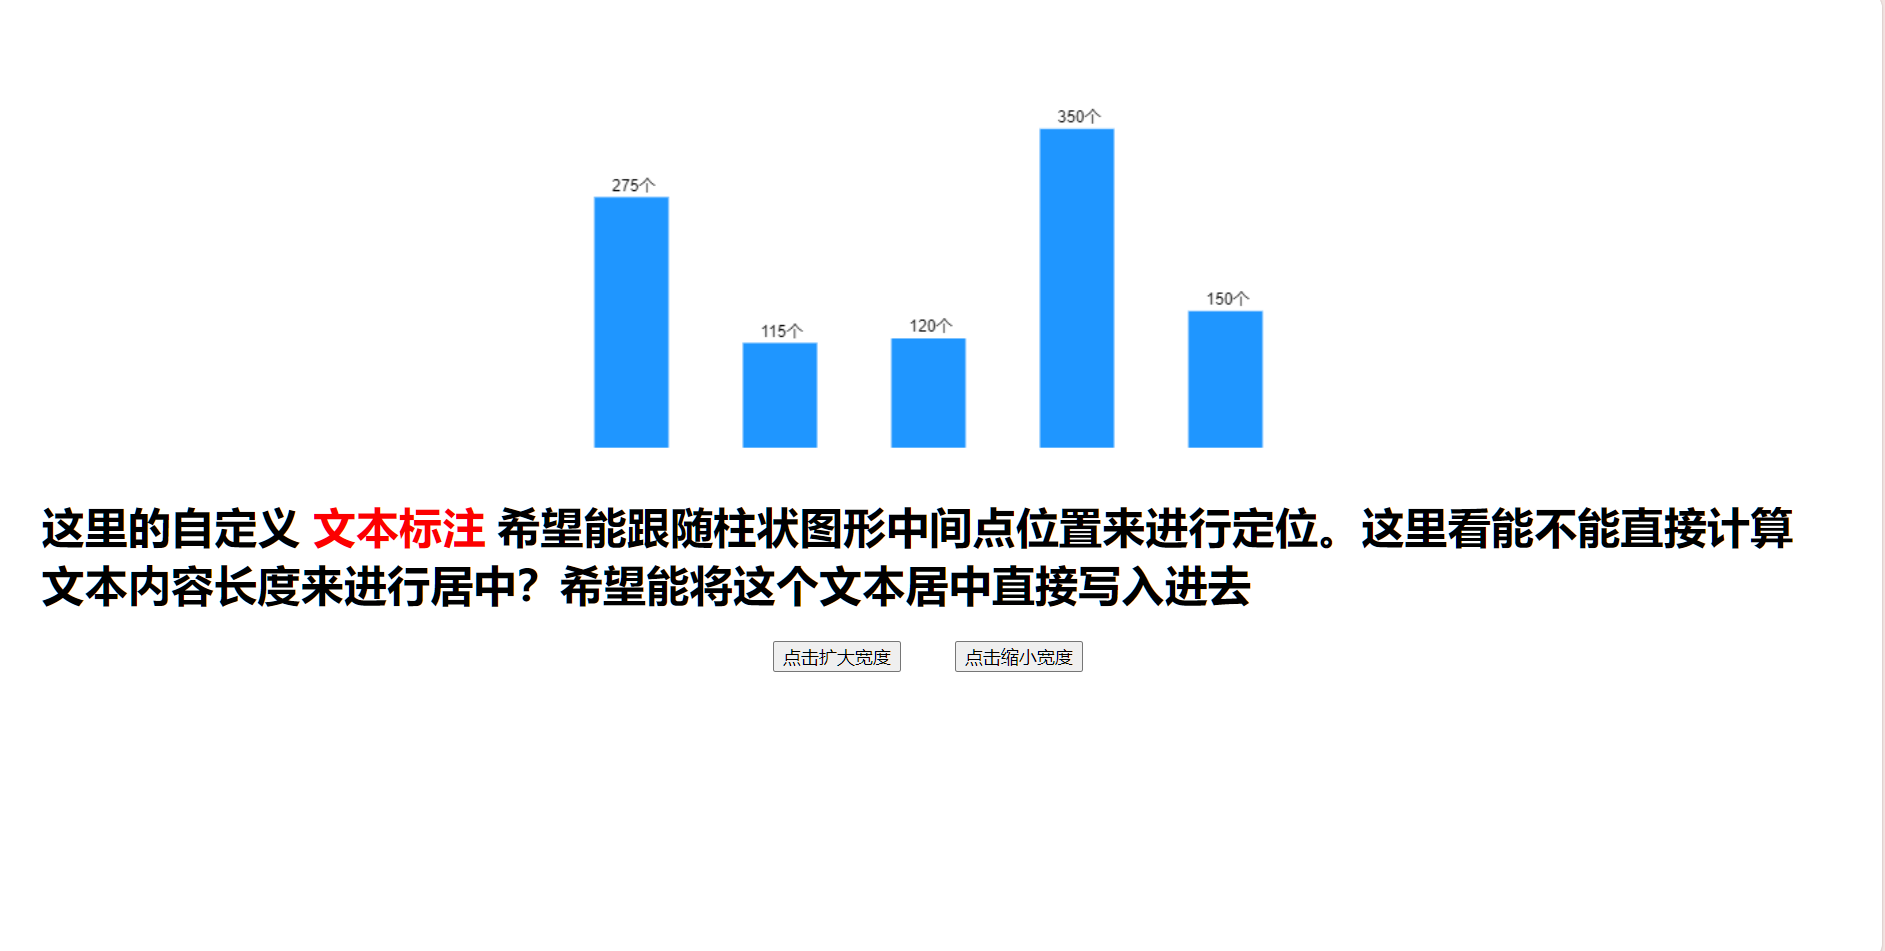 350个
275个
150个
120个
115个
这里的自定义 文本标注 希望能跟随柱状图形中间点位置来进行定位。这里看能不能直接计算
文本内容长度来进行居中？希望能将这个文本居中直接写入进去
点击扩大宽度 点击缩小宽度